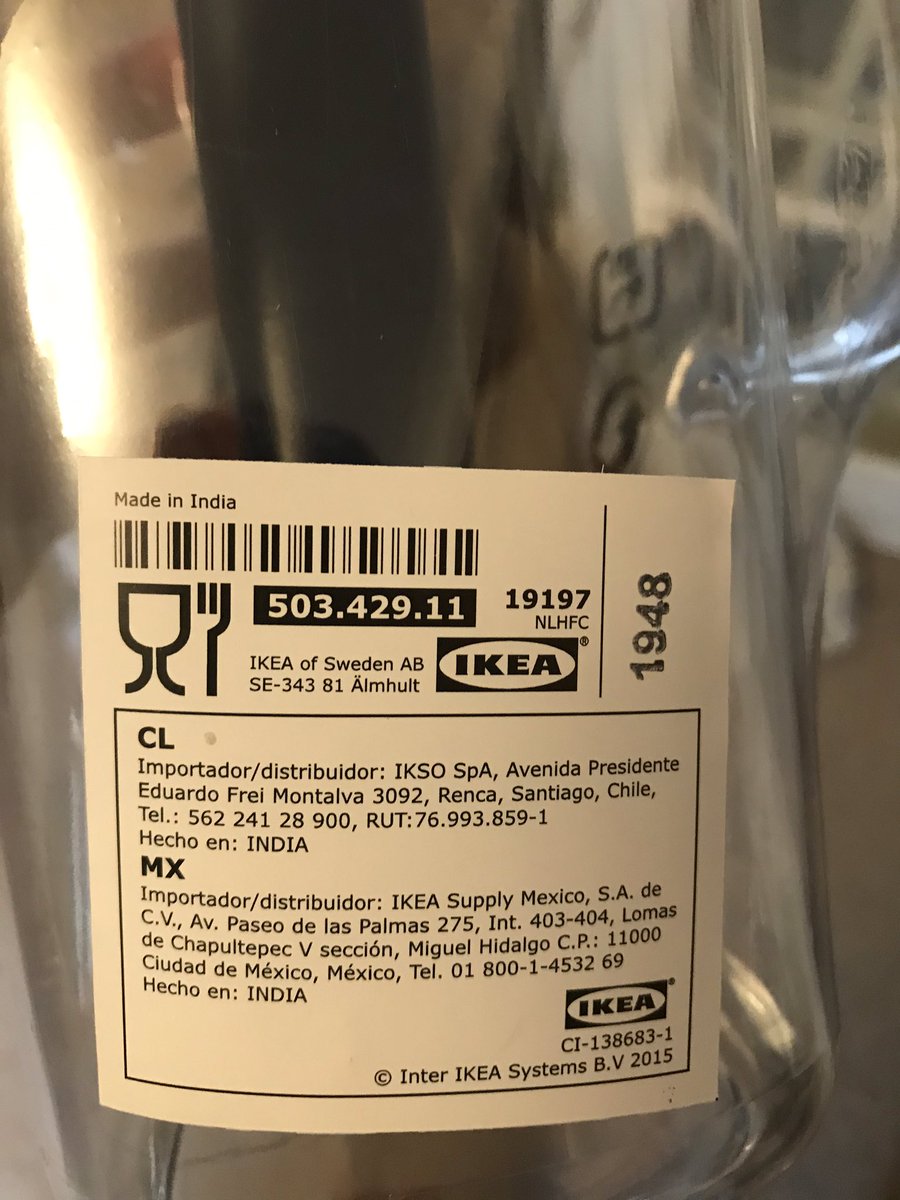 Made in India
503.429.11
19197
NLHFC
IKEA of Sweden AB
SE-343 81 Älmhult
IKEA®
1948
CL
Importador/distribuidor: IKSO SpA, Avenida Presidente
Eduardo Frei Montalva 3092, Renca, Santiago, Chile,
Tel.: 562 241 28 900, RUT:76.993.859-1
Hecho en: INDIA
MX
Importador/distribuidor: IKEA Supply Mexico, S.A. de
C.V., Av. Paseo de las Palmas 275, Int. 403-404, Lomas
de Chapultepec V sección, Miguel Hidalgo C.P.: 11000
Ciudad de México, México, Tel. 01 800-1-4532 69
Hecho en: INDIA
IKEA®
CI-138683-1
© Inter IKEA Systems B.V 2015